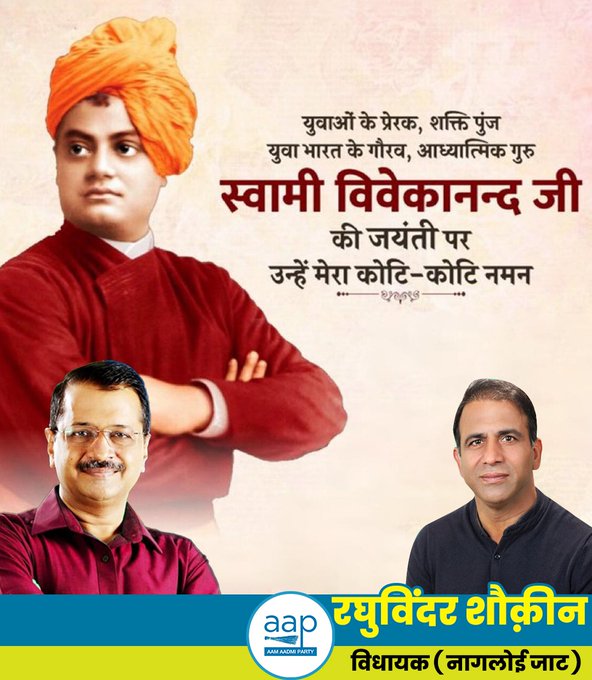 युवाओं के प्रेरक, शक्ति पुंज
युवा भारत के गौरव, आध्यात्मिक गुरु
स्वामी विवेकानन्द जी
की जयंती पर
उन्हें मेरा कोटि-कोटि नमन
aap
AAM AADMI PARTY
रघुविंदर शौक़ीन
विधायक ( नागलोई जाट )